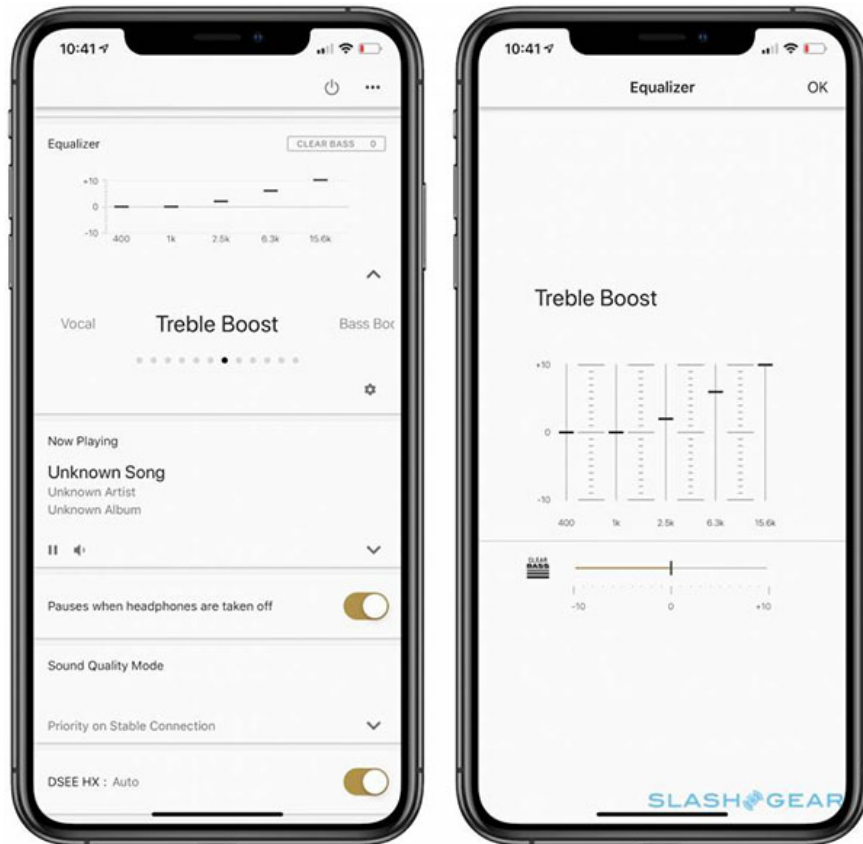 10:41
Equalizer
CLEAR BASS 0
+10
0
-10
400 1k 2.5k 6.3k 15.6k
Vocal Treble Boost Bass Boo
Now Playing
Unknown Song
Unknown Artist
Unknown Album
Pauses when headphones are taken off
Sound Quality Mode
Priority on Stable Connection
DSEE HX : Auto
10:41
Equalizer OK
Treble Boost
+10
0
-10
400 1k 2.5k 6.3k 15.6k
CLEAR
BASS
-10 0 +10
SLASHGEAR